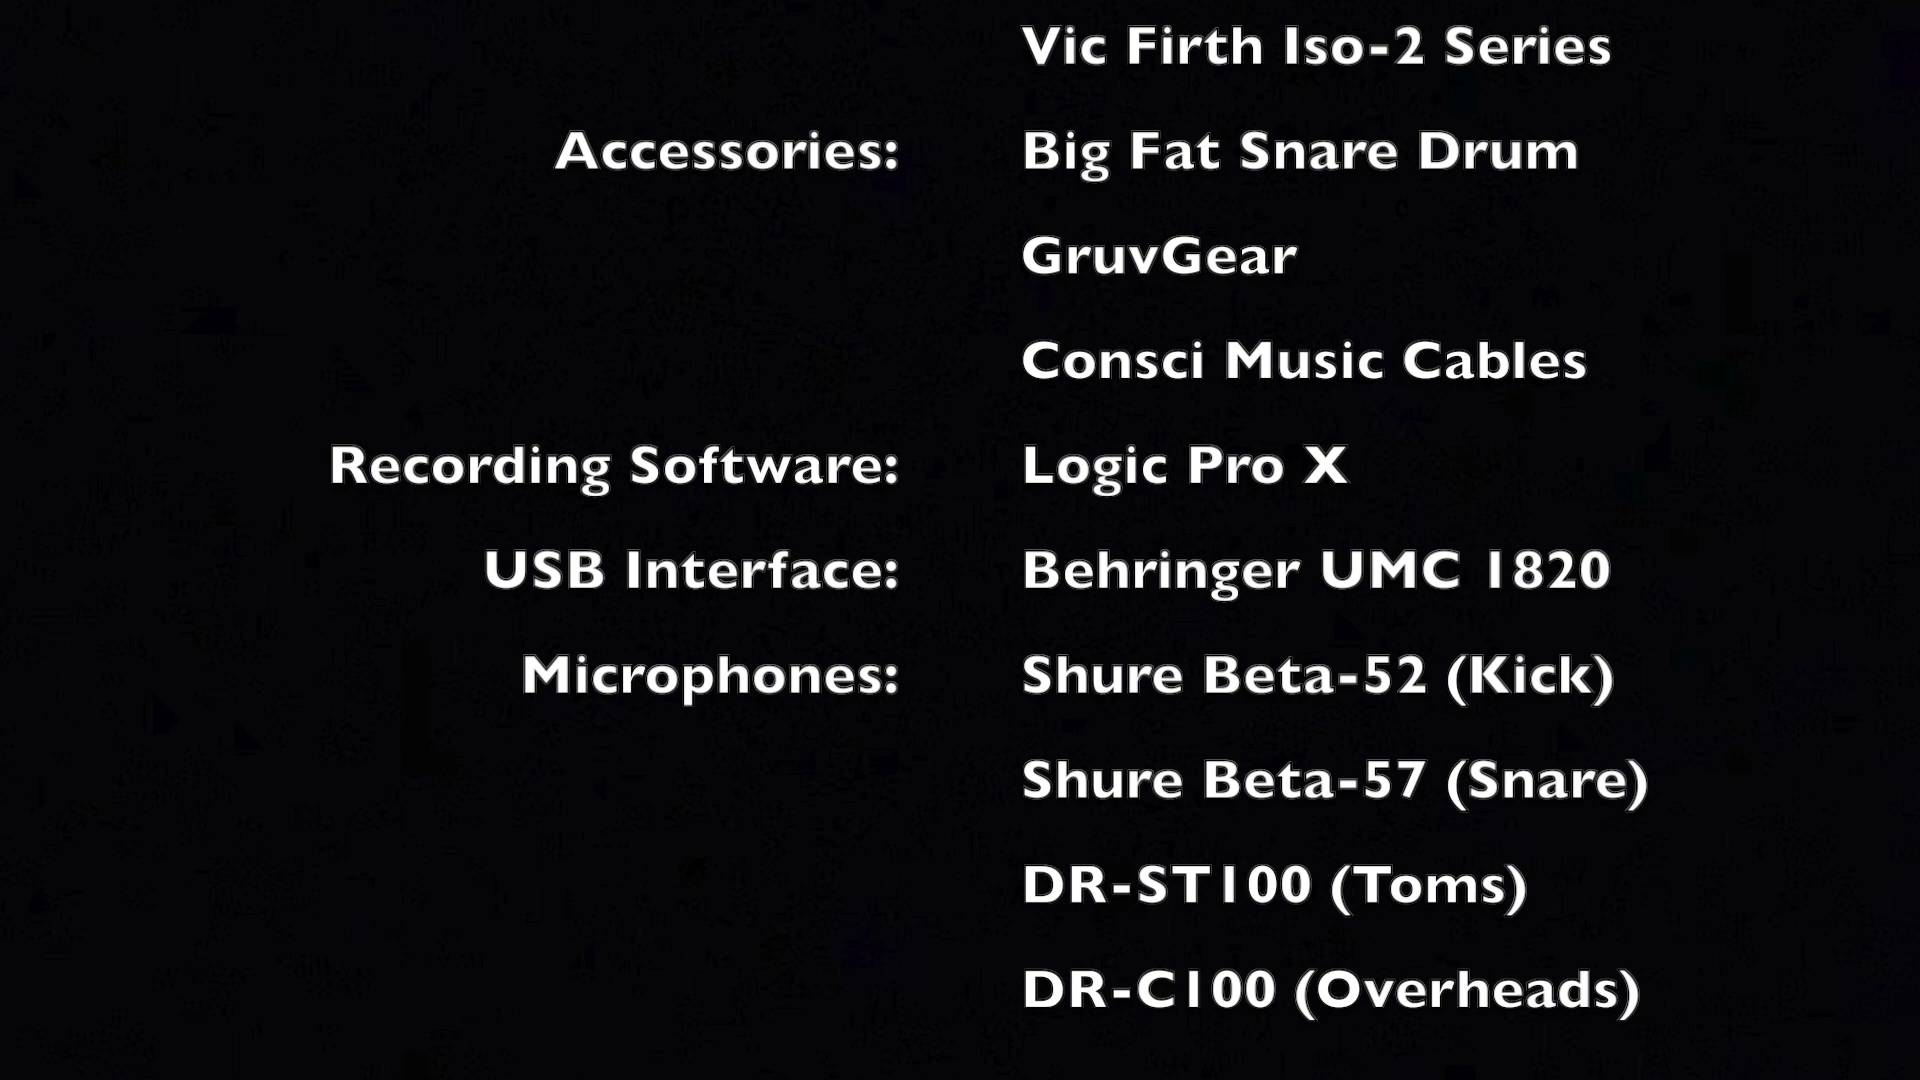 Vic Firth Iso-2 Series
Accessories: Big Fat Snare Drum
GruvGear
Consci Music Cables
Recording Software: Logic Pro X
USB Interface: Behringer UMC 1820
Microphones: Shure Beta-52 (Kick)
Shure Beta-57 (Snare)
DR-ST100 (Toms)
DR-C100 (Overheads)